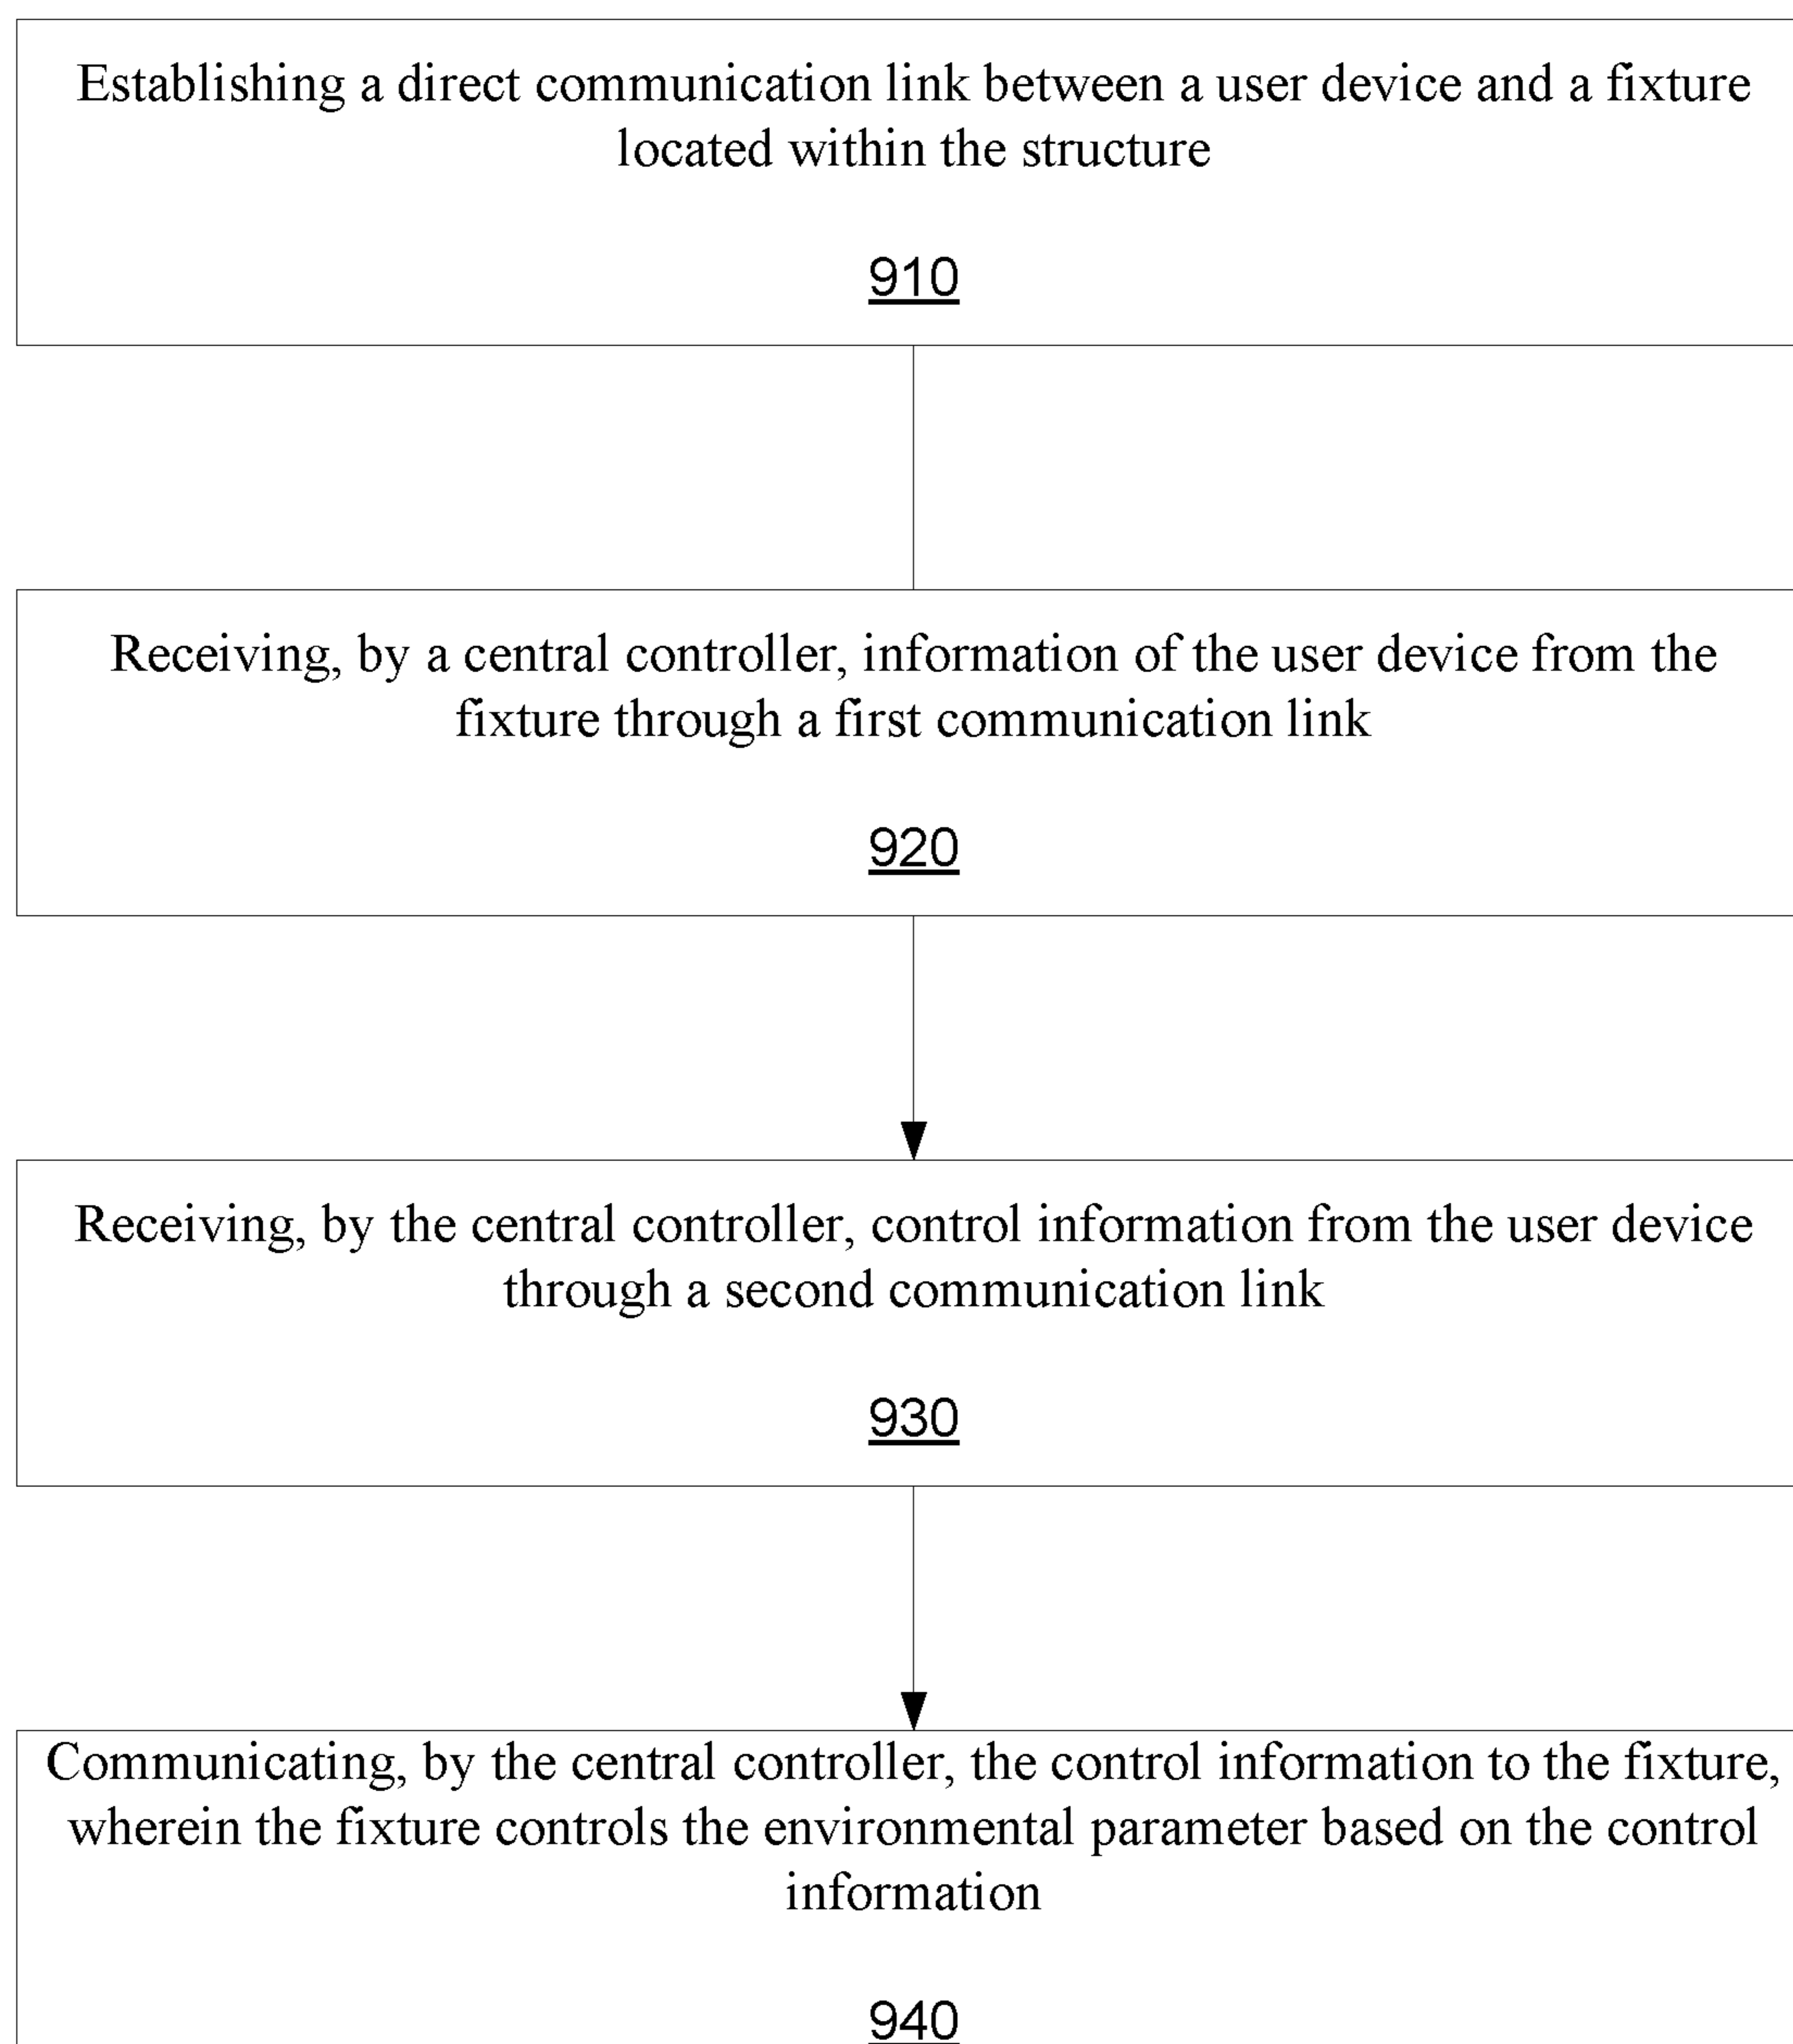 Establishing a direct communication link between a user device and a fixture
located within the structure
910
Receiving, by a central controller, information of the user device from the
fixture through a first communication link
920
Receiving, by the central controller, control information from the user device
through a second communication link
930
Communicating, by the central controller, the control information to the fixture,
wherein the fixture controls the environmental parameter based on the control
information
940